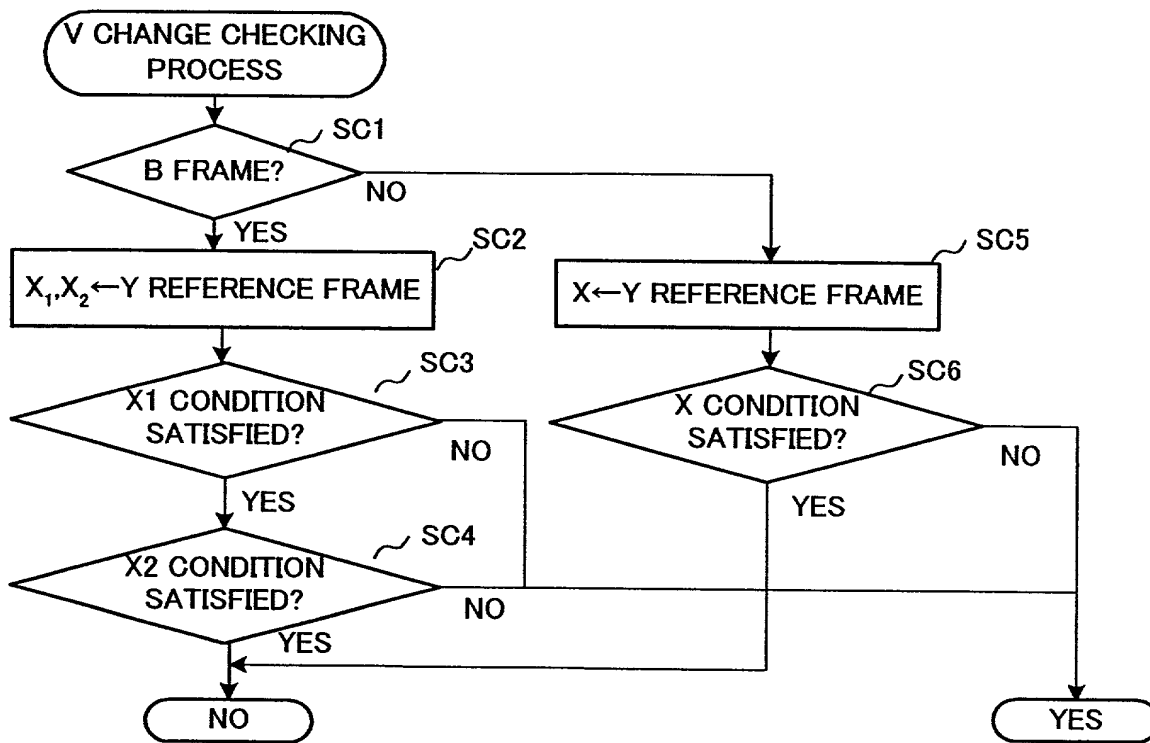 V CHANGE CHECKING
PROCESS
SC1
B FRAME?
NO
YES
SC2
X₁,X₂←Y REFERENCE FRAME
SC5
X←Y REFERENCE FRAME
SC3
X1 CONDITION
SATISFIED?
NO
YES
SC6
X CONDITION
SATISFIED?
NO
YES
SC4
X2 CONDITION
SATISFIED?
NO
YES
NO
YES